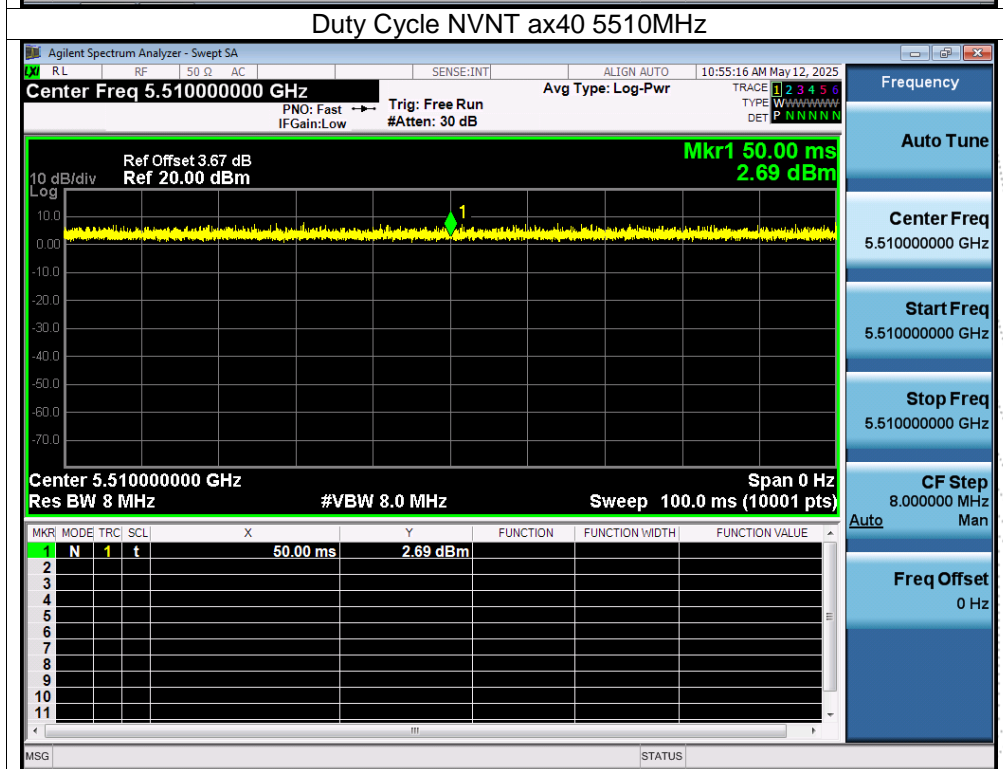 Duty Cycle NVNT ax40 5510MHz
Agilent Spectrum Analyzer - Swept SA
LXI RL RF 50 Ω AC SENSE:INT ALIGN AUTO 10:55:16 AM May 12, 2025
Center Freq 5.510000000 GHz
PNO: Fast
IFGain:Low
Trig: Free Run
#Atten: 30 dB
Avg Type: Log-Pwr
TRACE 1 2 3 4 5 6
TYPE WWWWWW
DET P N N N N N
Frequency
Auto Tune
Center Freq
5.510000000 GHz
Start Freq
5.510000000 GHz
Stop Freq
5.510000000 GHz
CF Step
8.000000 MHz
Auto Man
Freq Offset
0 Hz
Ref Offset 3.67 dB
10 dB/div Ref 20.00 dBm
Log
Mkr1 50.00 ms
2.69 dBm
1
10.0
0.00
-10.0
-20.0
-30.0
-40.0
-50.0
-60.0
-70.0
Center 5.510000000 GHz Span 0 Hz
Res BW 8 MHz #VBW 8.0 MHz Sweep 100.0 ms (10001 pts)
MKR MODE TRC SCL X Y FUNCTION FUNCTION WIDTH FUNCTION VALUE
1 N 1 t 50.00 ms 2.69 dBm
2
3
4
5
6
7
8
9
10
11
MSG STATUS